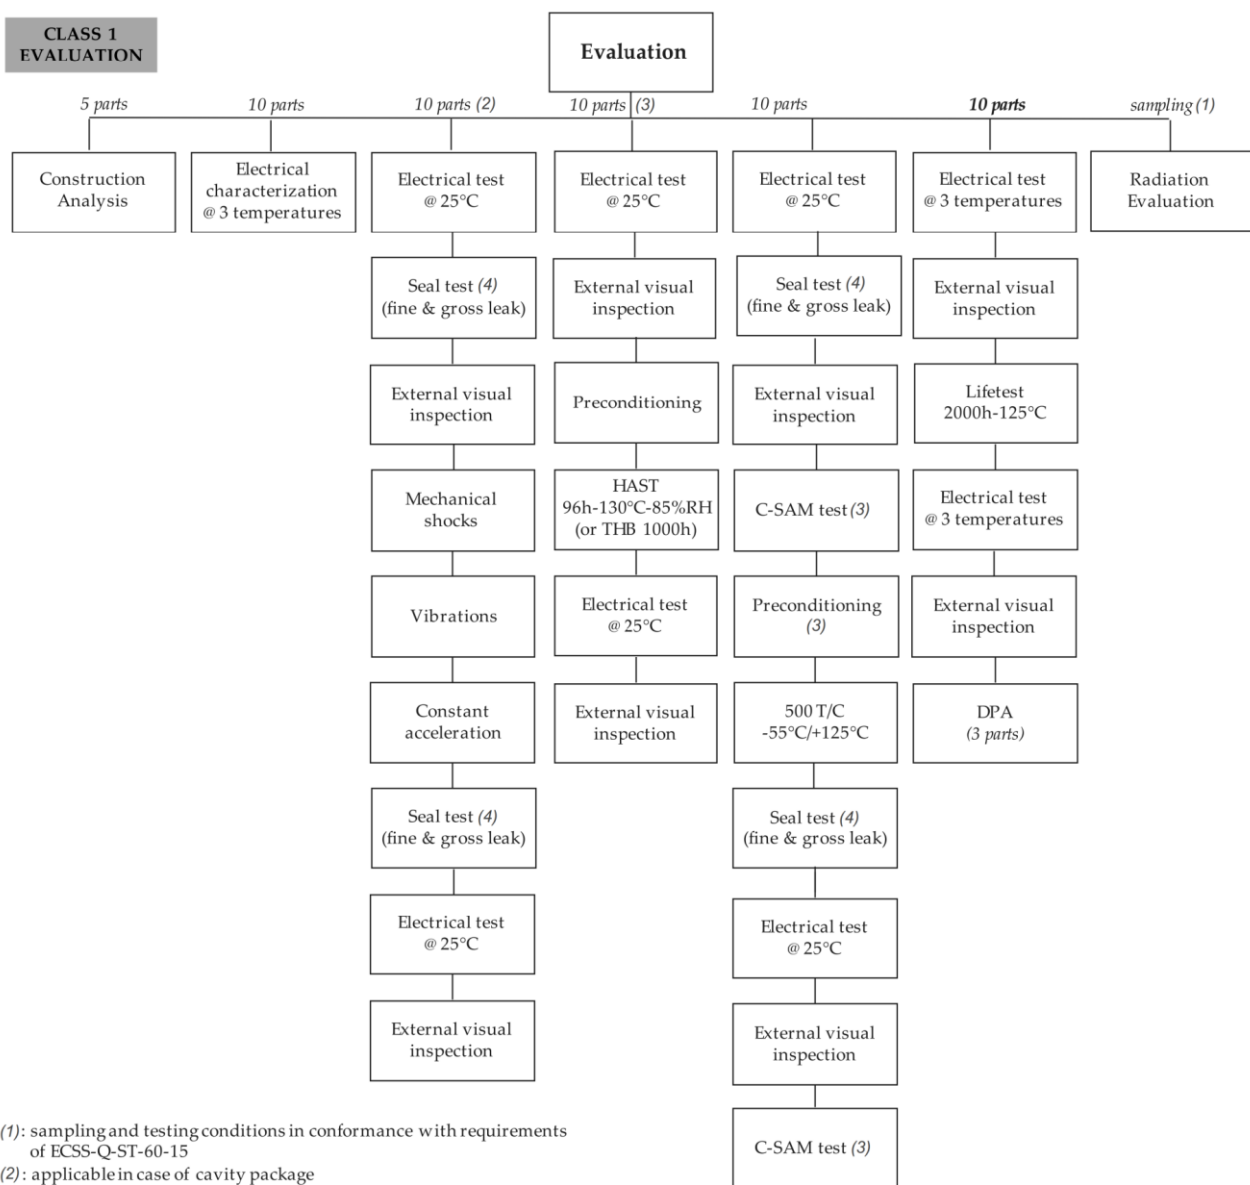 CLASS 1
EVALUATION
Evaluation
5 parts
10 parts
10 parts (2)
10 parts (3)
10 parts
10 parts
sampling (1)
Construction
Analysis
Electrical
characterization
@ 3 temperatures
Electrical test
@ 25°C
Seal test (4)
(fine & gross leak)
External visual
inspection
Mechanical
shocks
Vibrations
Constant
acceleration
Seal test (4)
(fine & gross leak)
Electrical test
@ 25°C
External visual
inspection
Electrical test
@ 25°C
External visual
inspection
Preconditioning
HAST
96h-130°C-85%RH
(or THB 1000h)
Electrical test
@ 25°C
External visual
inspection
Electrical test
@ 25°C
Seal test (4)
(fine & gross leak)
External visual
inspection
C-SAM test (3)
Preconditioning
(3)
500 T/C
-55°C/+125°C
Seal test (4)
(fine & gross leak)
Electrical test
@ 25°C
External visual
inspection
C-SAM test (3)
Electrical test
@ 3 temperatures
External visual
inspection
Lifetest
2000h-125°C
Electrical test
@ 3 temperatures
External visual
inspection
DPA
(3 parts)
Radiation
Evaluation
(1): sampling and testing conditions in conformance with requirements
of ECSS-Q-ST-60-15
(2): applicable in case of cavity package